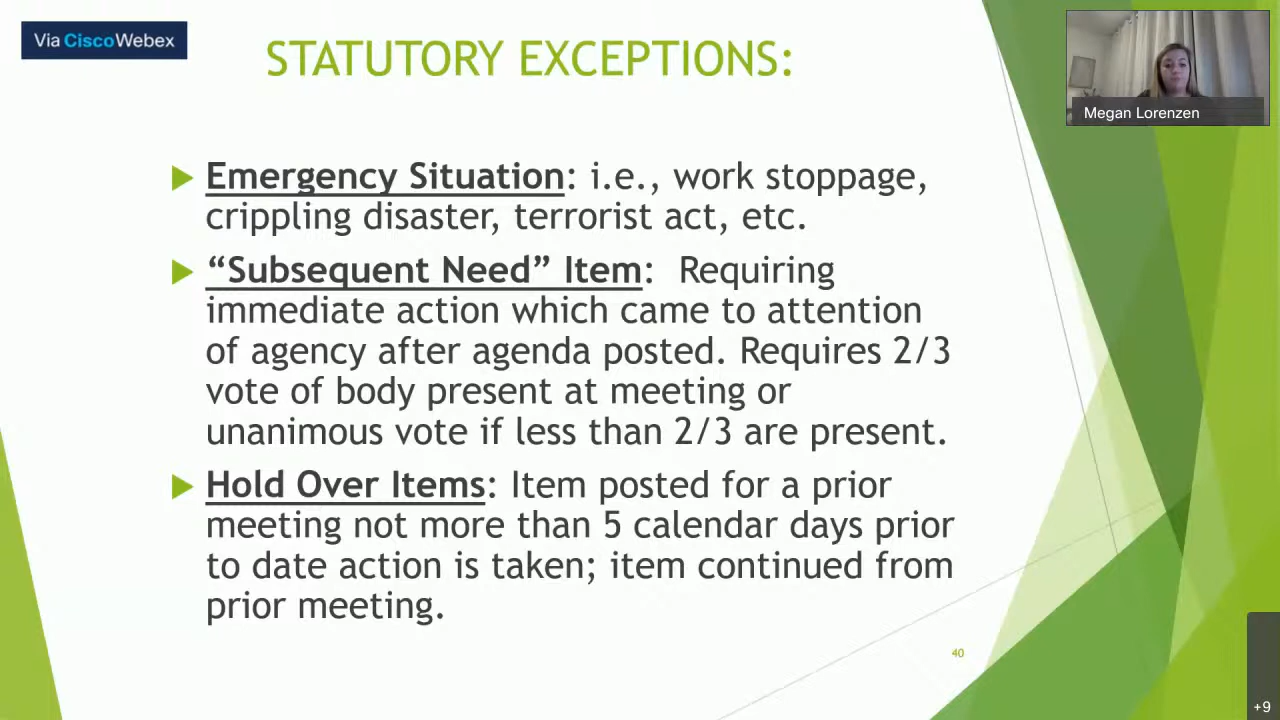 Via CiscoWebex
STATUTORY EXCEPTIONS:
Megan Lorenzen
Emergency Situation: i.e., work stoppage,
crippling disaster, terrorist act, etc.
“Subsequent Need” Item: Requiring
immediate action which came to attention
of agency after agenda posted. Requires 2/3
vote of body present at meeting or
unanimous vote if less than 2/3 are present.
Hold Over Items: Item posted for a prior
meeting not more than 5 calendar days prior
to date action is taken; item continued from
prior meeting.
40
+9